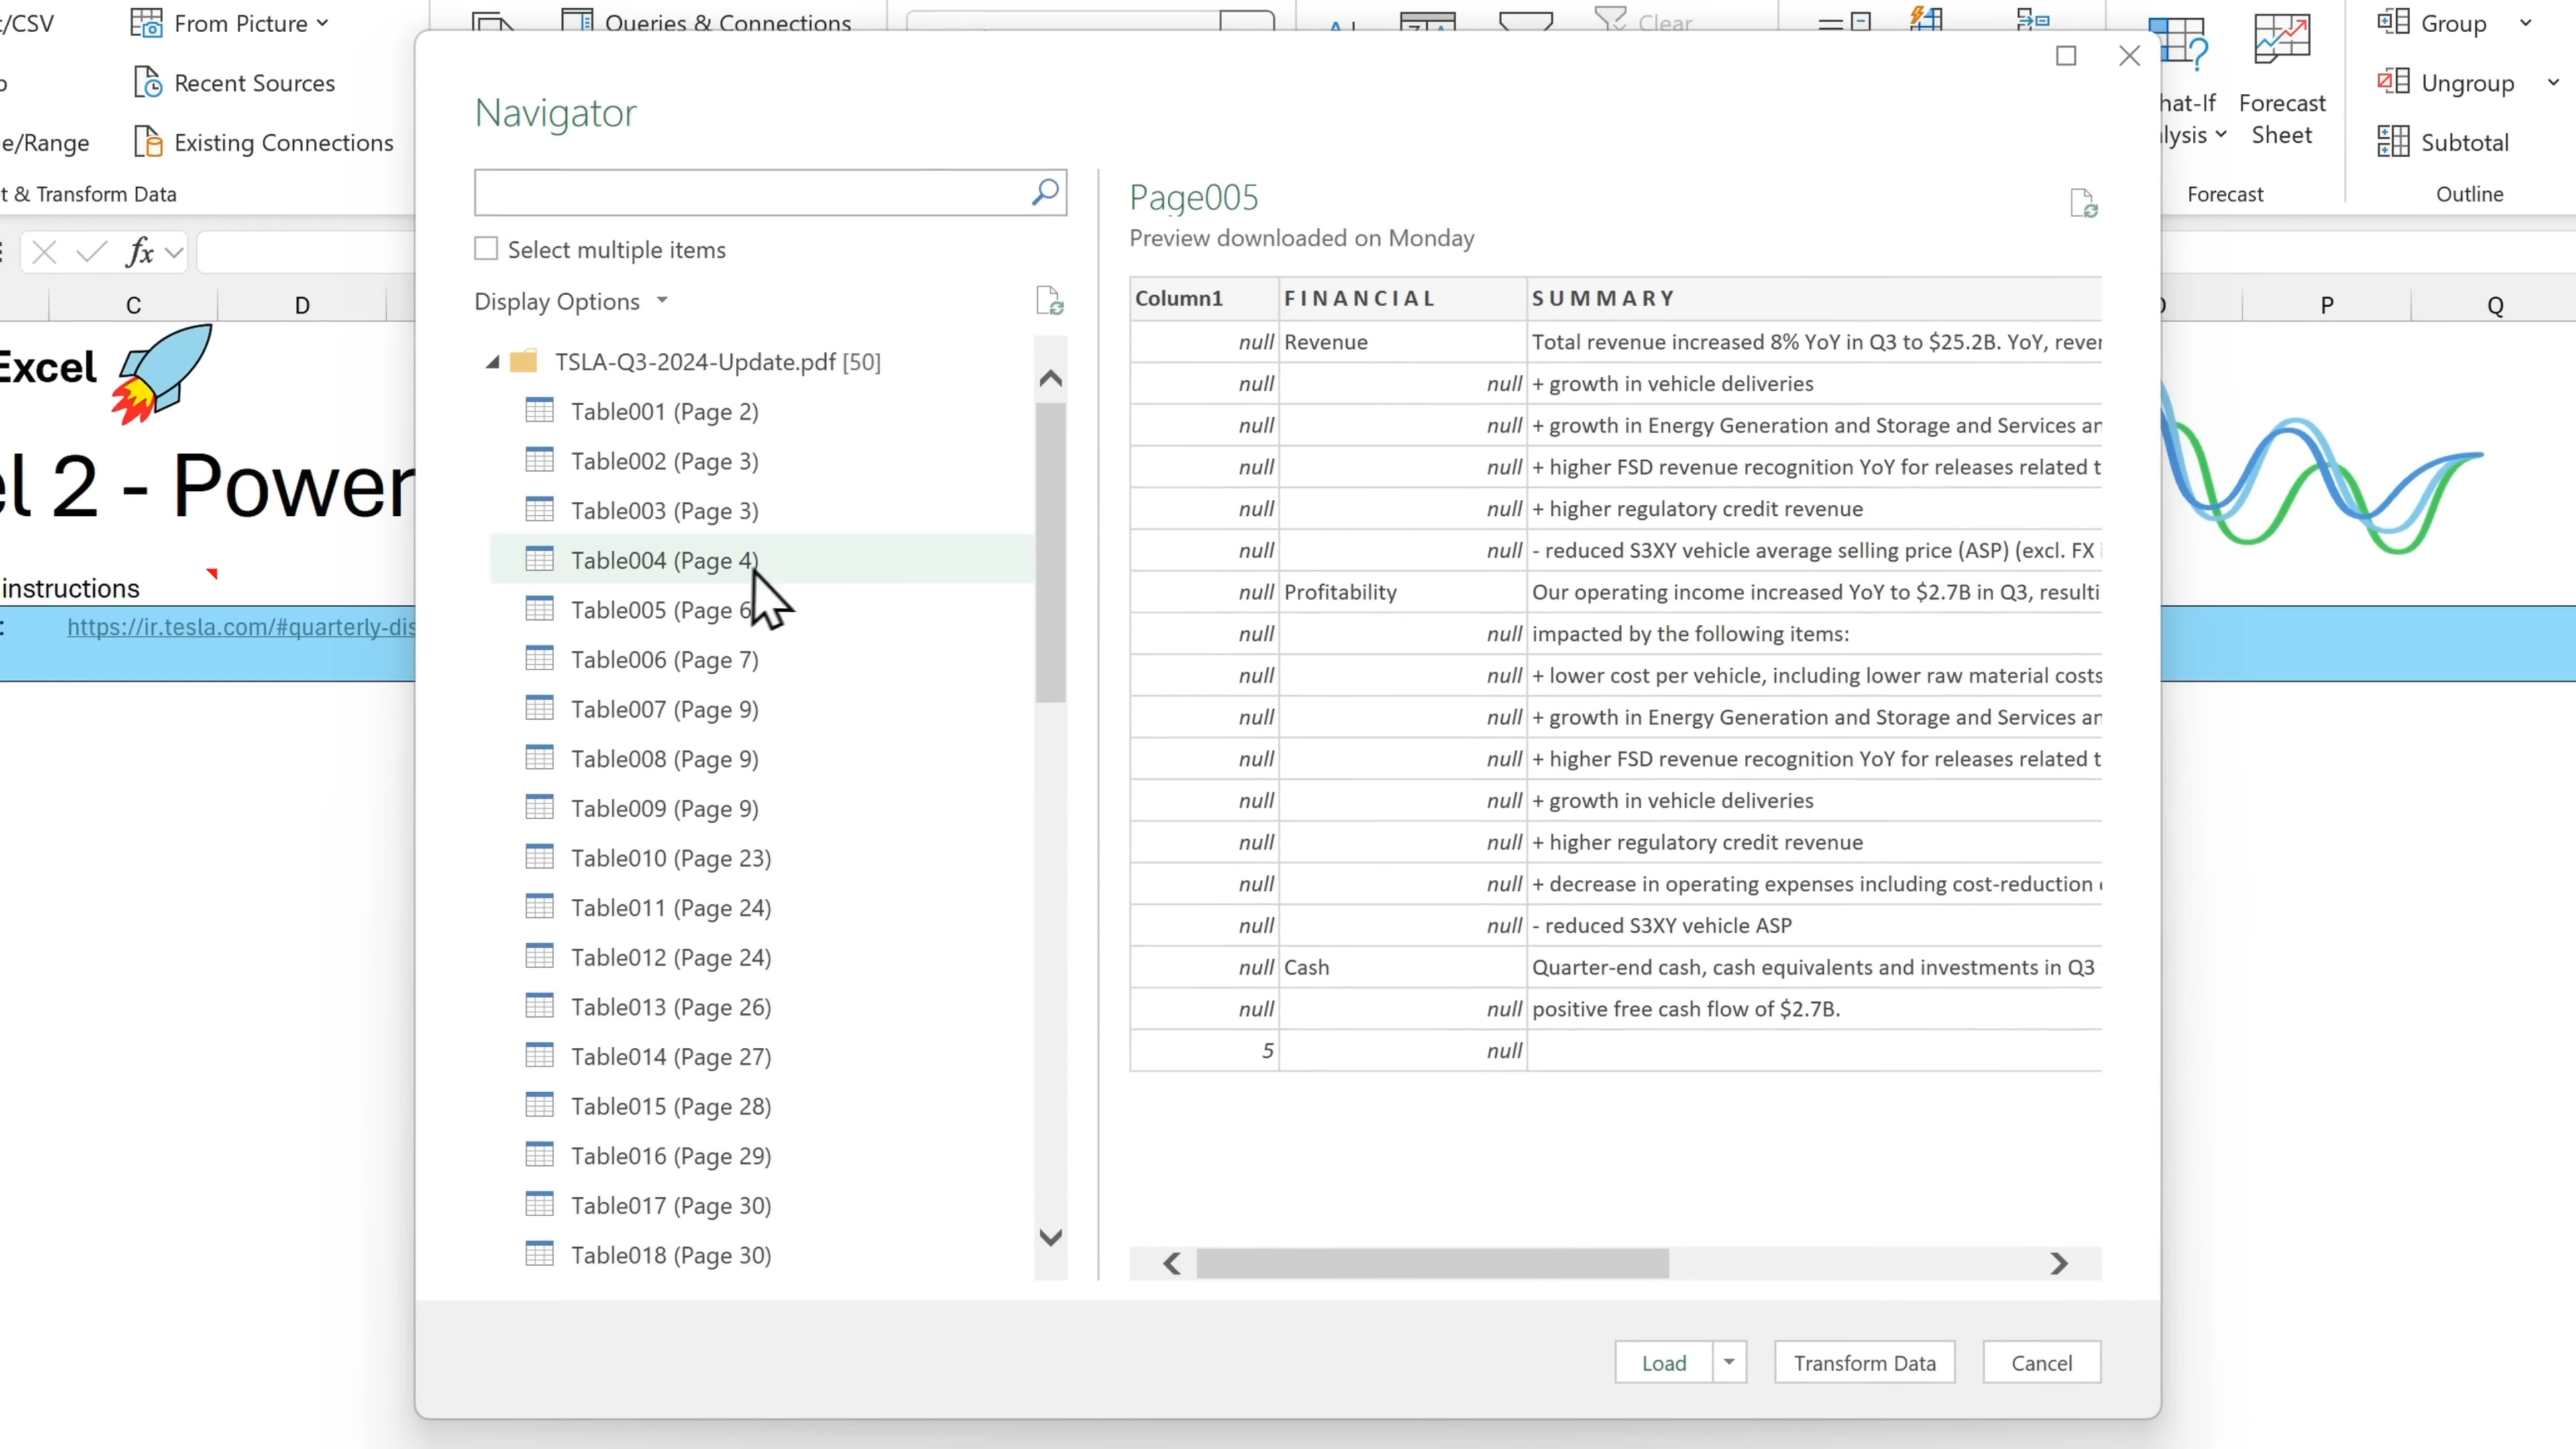 /CSV
From Picture
Queries & Connections
Clear
Group
Recent Sources
Ungroup
e/Range
Existing Connections
hat-If
lysis
Forecast
Sheet
Subtotal
t & Transform Data
Forecast
Outline
fx
C
D
P
Q
Excel
el 2 - Power
instructions
:
https://ir.tesla.com/#quarterly-dis
Navigator
Select multiple items
Display Options
TSLA-Q3-2024-Update.pdf [50]
Table001 (Page 2)
Table002 (Page 3)
Table003 (Page 3)
Table004 (Page 4)
Table005 (Page 6
Table006 (Page 7)
Table007 (Page 9)
Table008 (Page 9)
Table009 (Page 9)
Table010 (Page 23)
Table011 (Page 24)
Table012 (Page 24)
Table013 (Page 26)
Table014 (Page 27)
Table015 (Page 28)
Table016 (Page 29)
Table017 (Page 30)
Table018 (Page 30)
Page005
Preview downloaded on Monday
Column1 FINANCIAL SUMMARY
null Revenue Total revenue increased 8% YoY in Q3 to $25.2B. YoY, rever
null null + growth in vehicle deliveries
null null + growth in Energy Generation and Storage and Services ar
null null + higher FSD revenue recognition YoY for releases related t
null null + higher regulatory credit revenue
null null - reduced S3XY vehicle average selling price (ASP) (excl. FX
null Profitability Our operating income increased YoY to $2.7B in Q3, resulti
null null impacted by the following items:
null null + lower cost per vehicle, including lower raw material costs
null null + growth in Energy Generation and Storage and Services ar
null null + higher FSD revenue recognition YoY for releases related t
null null + growth in vehicle deliveries
null null + higher regulatory credit revenue
null null + decrease in operating expenses including cost-reduction
null null - reduced S3XY vehicle ASP
null Cash Quarter-end cash, cash equivalents and investments in Q3
null null positive free cash flow of $2.7B.
5 null
Load
Transform Data
Cancel